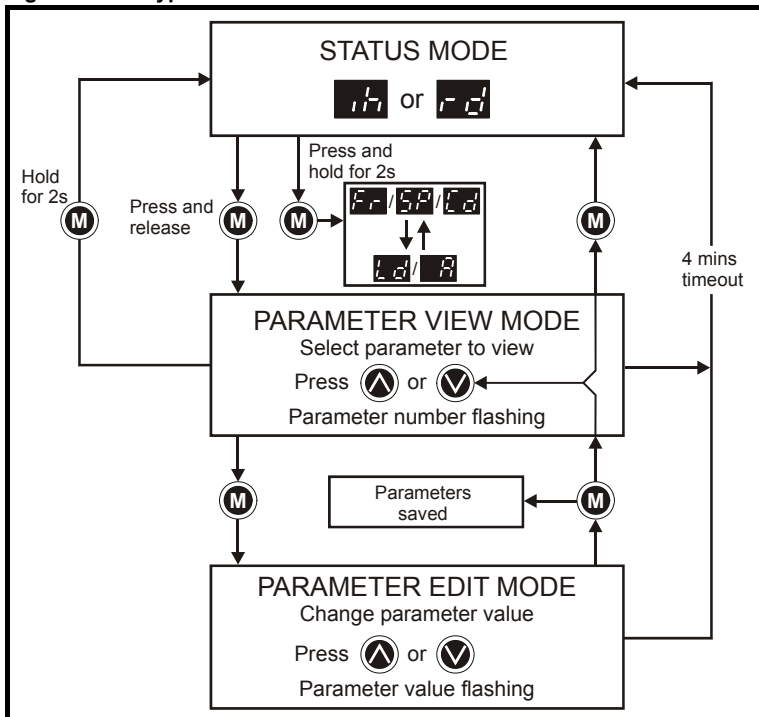 STATUS MODE
ih or rd
Hold
for 2s
M
Press and
release
M
Press and
hold for 2s
M
Fr / SP / Cd
Ld / A
M
4 mins
timeout
PARAMETER VIEW MODE
Select parameter to view
Press or
Parameter number flashing
M
Parameters
saved
M
PARAMETER EDIT MODE
Change parameter value
Press or
Parameter value flashing